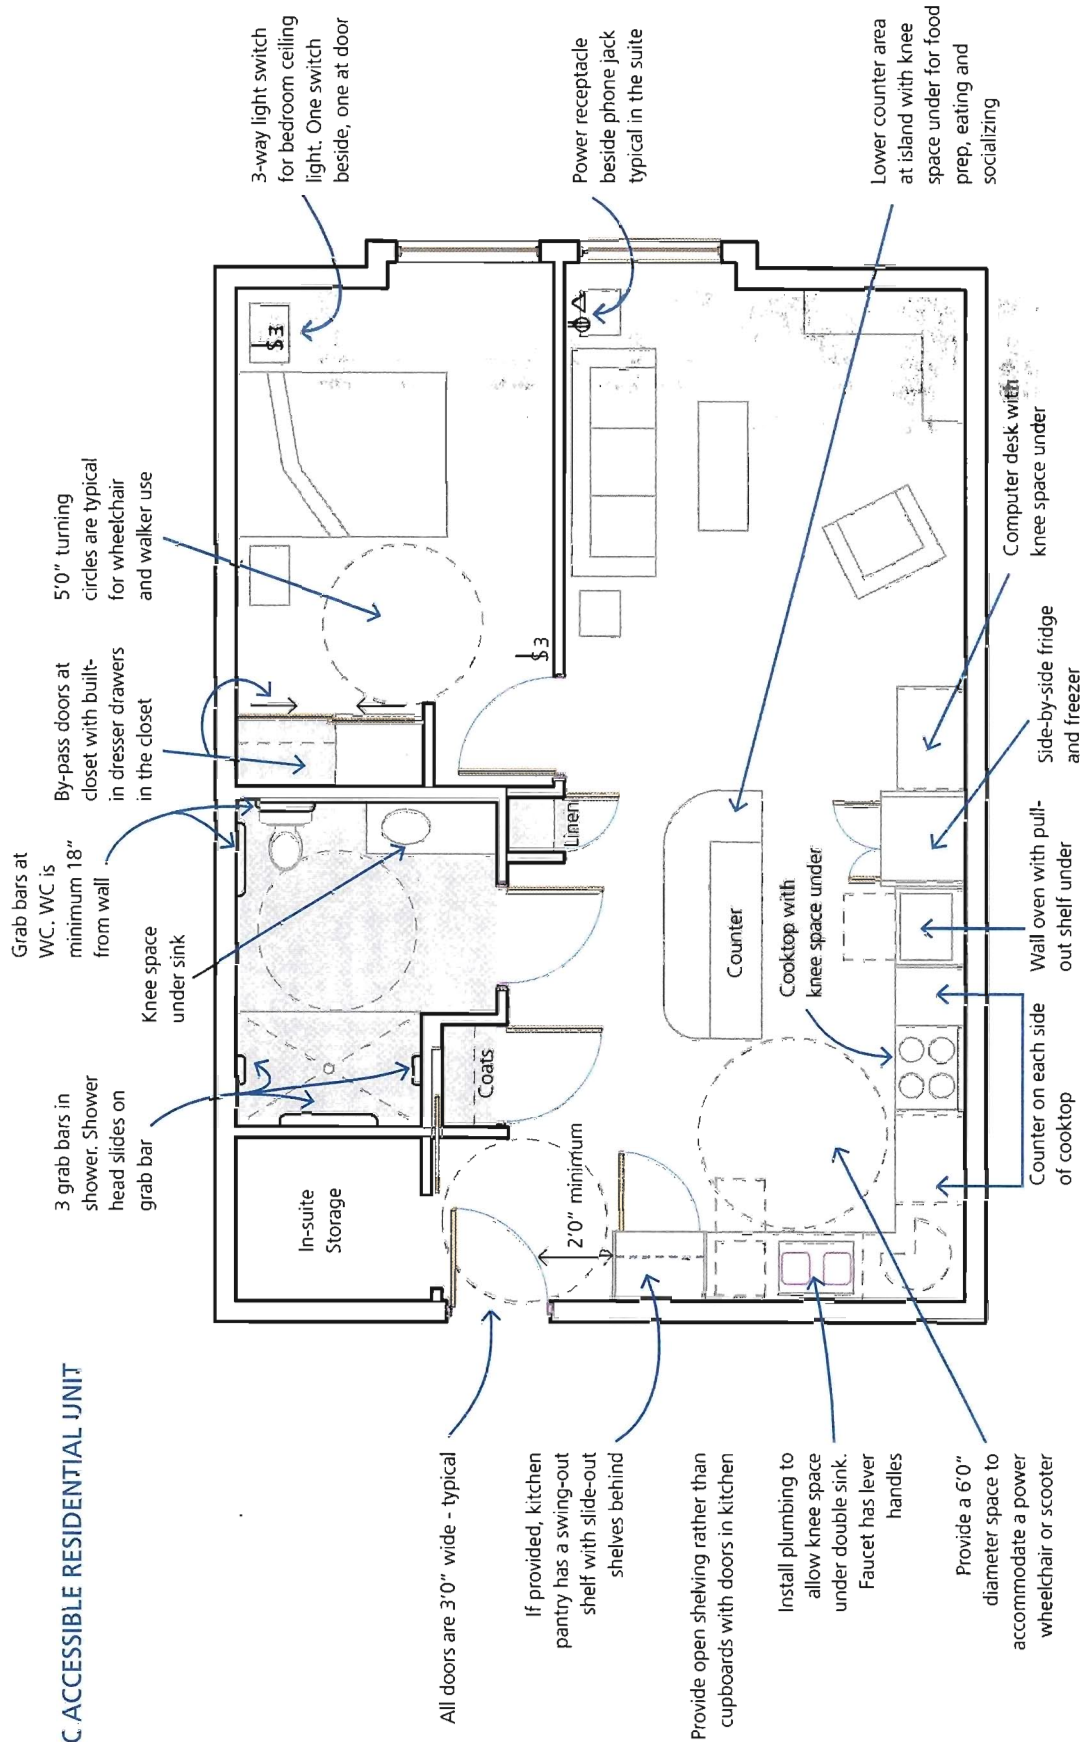 C ACCESSIBLE RESIDENTIAL UNIT
3 grab bars in
shower. Shower
head slides on
grab bar
Grab bars at
WC. WC is
minimum 18"
from wall
Knee space
under sink
By-pass doors at
closet with built-
in dresser drawers
in the closet
5'0" turning
circles are typical
for wheelchair
and walker use
3-way light switch
for bedroom ceiling
light. One switch
beside, one at door
Power receptacle
beside phone jack
typical in the suite
Lower counter area
at island with knee
space under for food
prep, eating and
socializing
In-suite
Storage
Coats
Linen
$3
$3
2'0" minimum
Counter
Cooktop with
knee space under
All doors are 3'0" wide - typical
If provided, kitchen
pantry has a swing-out
shelf with slide-out
shelves behind
Provide open shelving rather than
cupboards with doors in kitchen
Install plumbing to
allow knee space
under double sink.
Faucet has lever
handles
Provide a 6'0"
diameter space to
accommodate a power
wheelchair or scooter
Counter on each side
of cooktop
Wall oven with pull-
out shelf under
Side-by-side fridge
and freezer
Computer desk with
knee space under